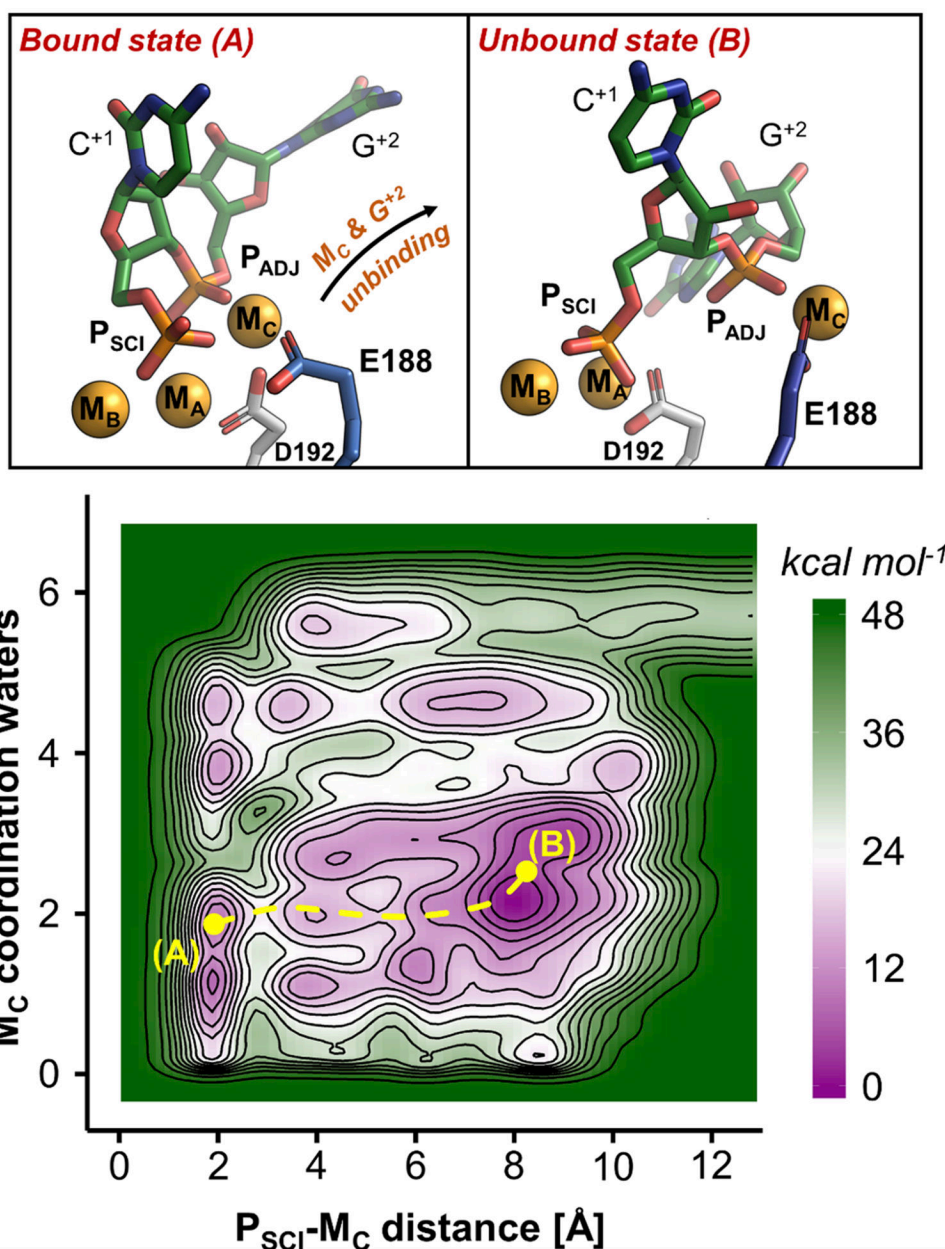 Bound state (A)
Unbound state (B)
C+1
G+2
PADJ
PSCI
MC & G+2
unbinding
MC
E188
MB
MA
D192
C+1
G+2
PSCI
PADJ
MC
MB
MA
E188
D192
MC coordination waters
6
4
2
0
(A)
(B)
kcal mol-1
48
36
24
12
0
0
2
4
6
8
10
12
PSCI-MC distance [Å]